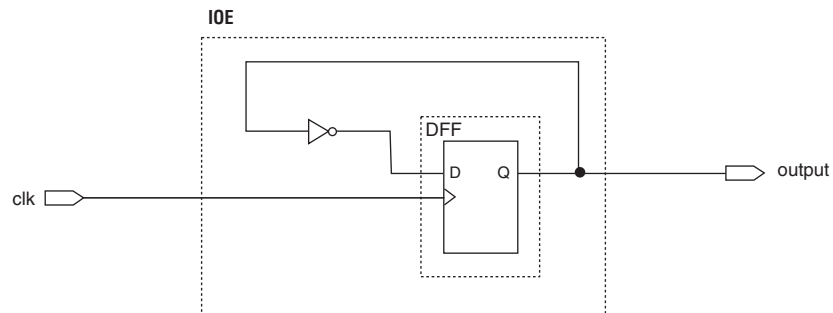 IOE
DFF
D
Q
output
clk